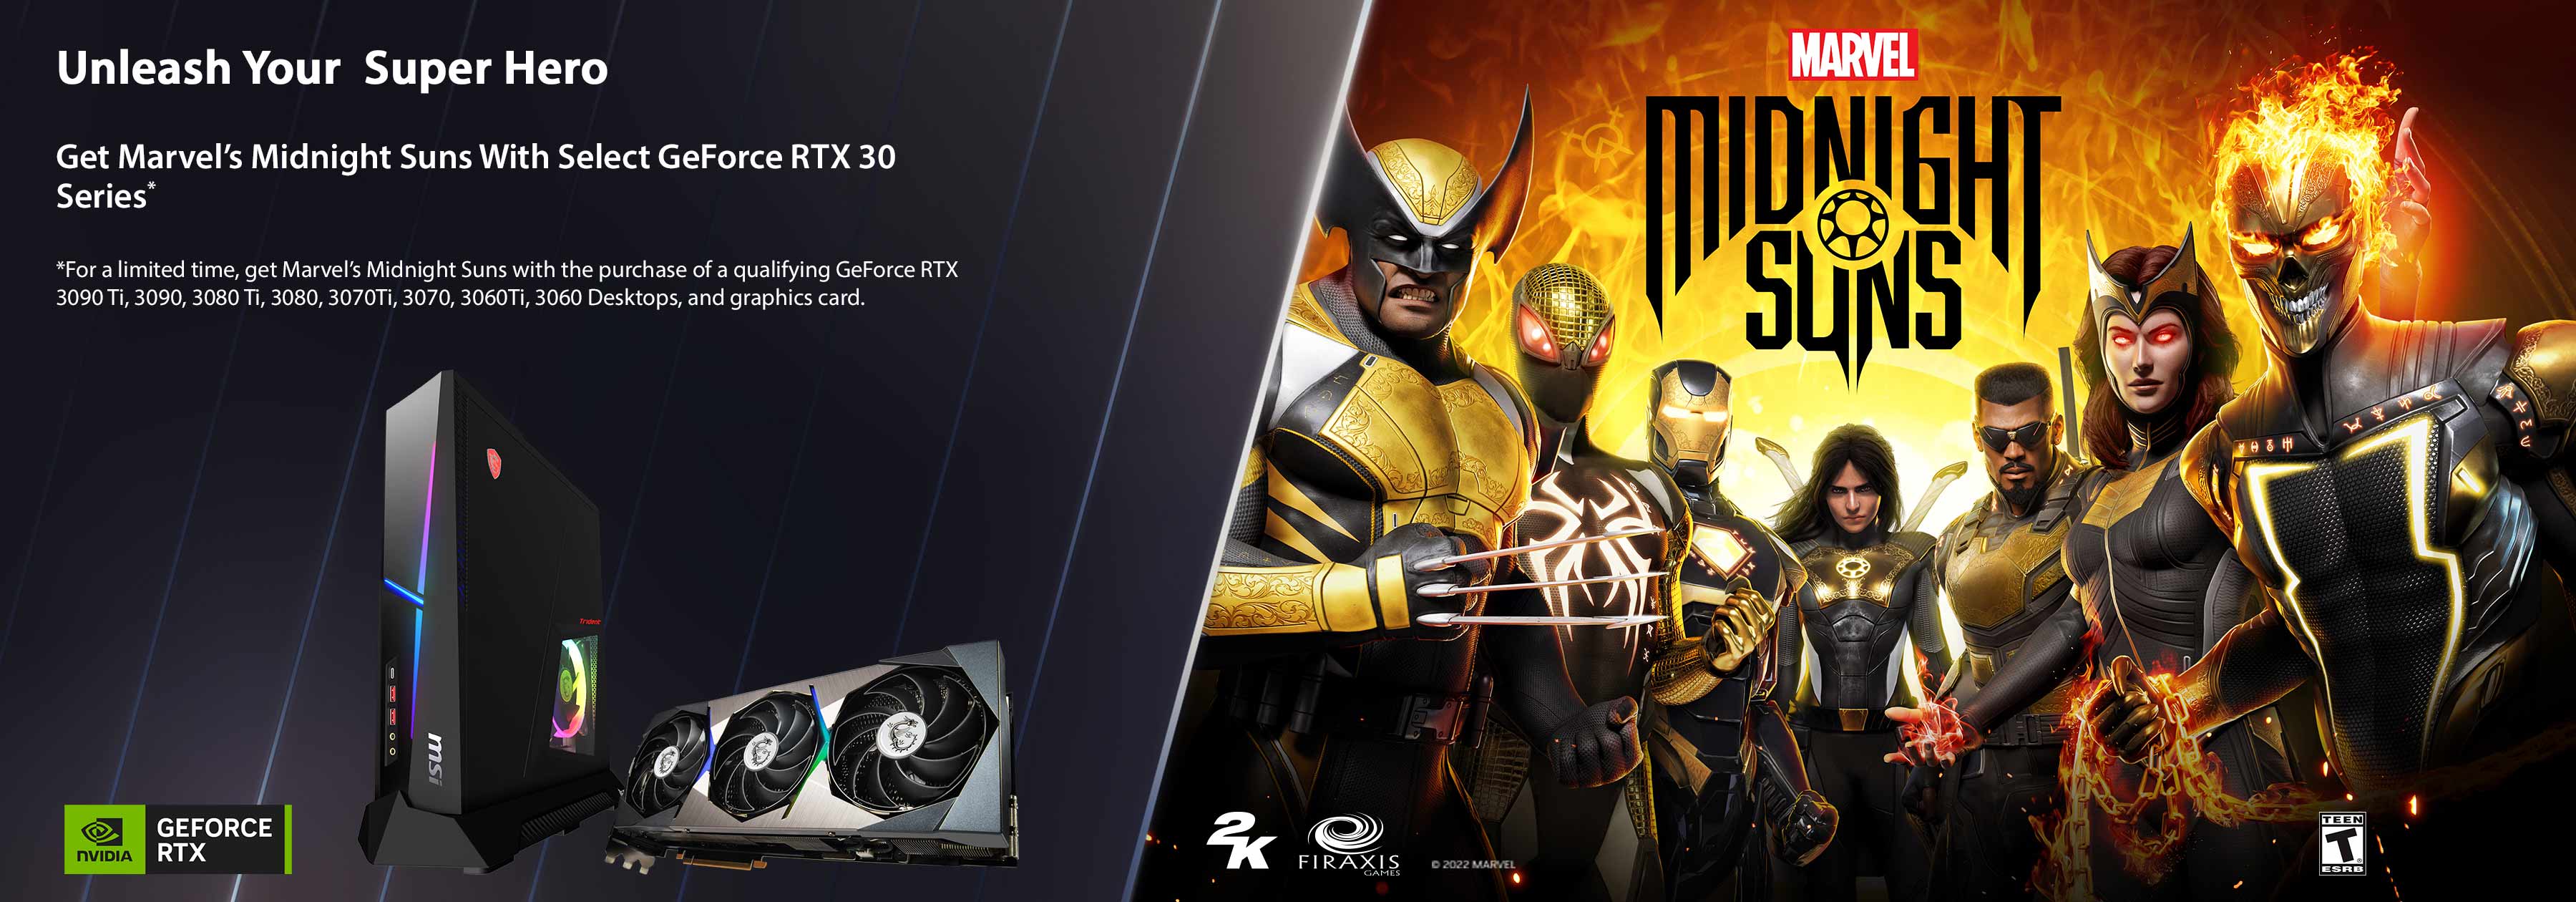 Unleash Your  Super Hero
Get Marvel’s Midnight Suns With Select GeForce RTX 30
Series*
*For a limited time, get Marvel’s Midnight Suns with the purchase of a qualifying GeForce RTX
3090 Ti, 3090, 3080 Ti, 3080, 3070Ti, 3070, 3060Ti, 3060 Desktops, and graphics card.
Trident
msi
NVIDIA
GEFORCE
RTX
MARVEL
MIDNIGHT
SUNS
2K
FIRAXIS
GAMES
© 2022 MARVEL
TEEN
T
ESRB